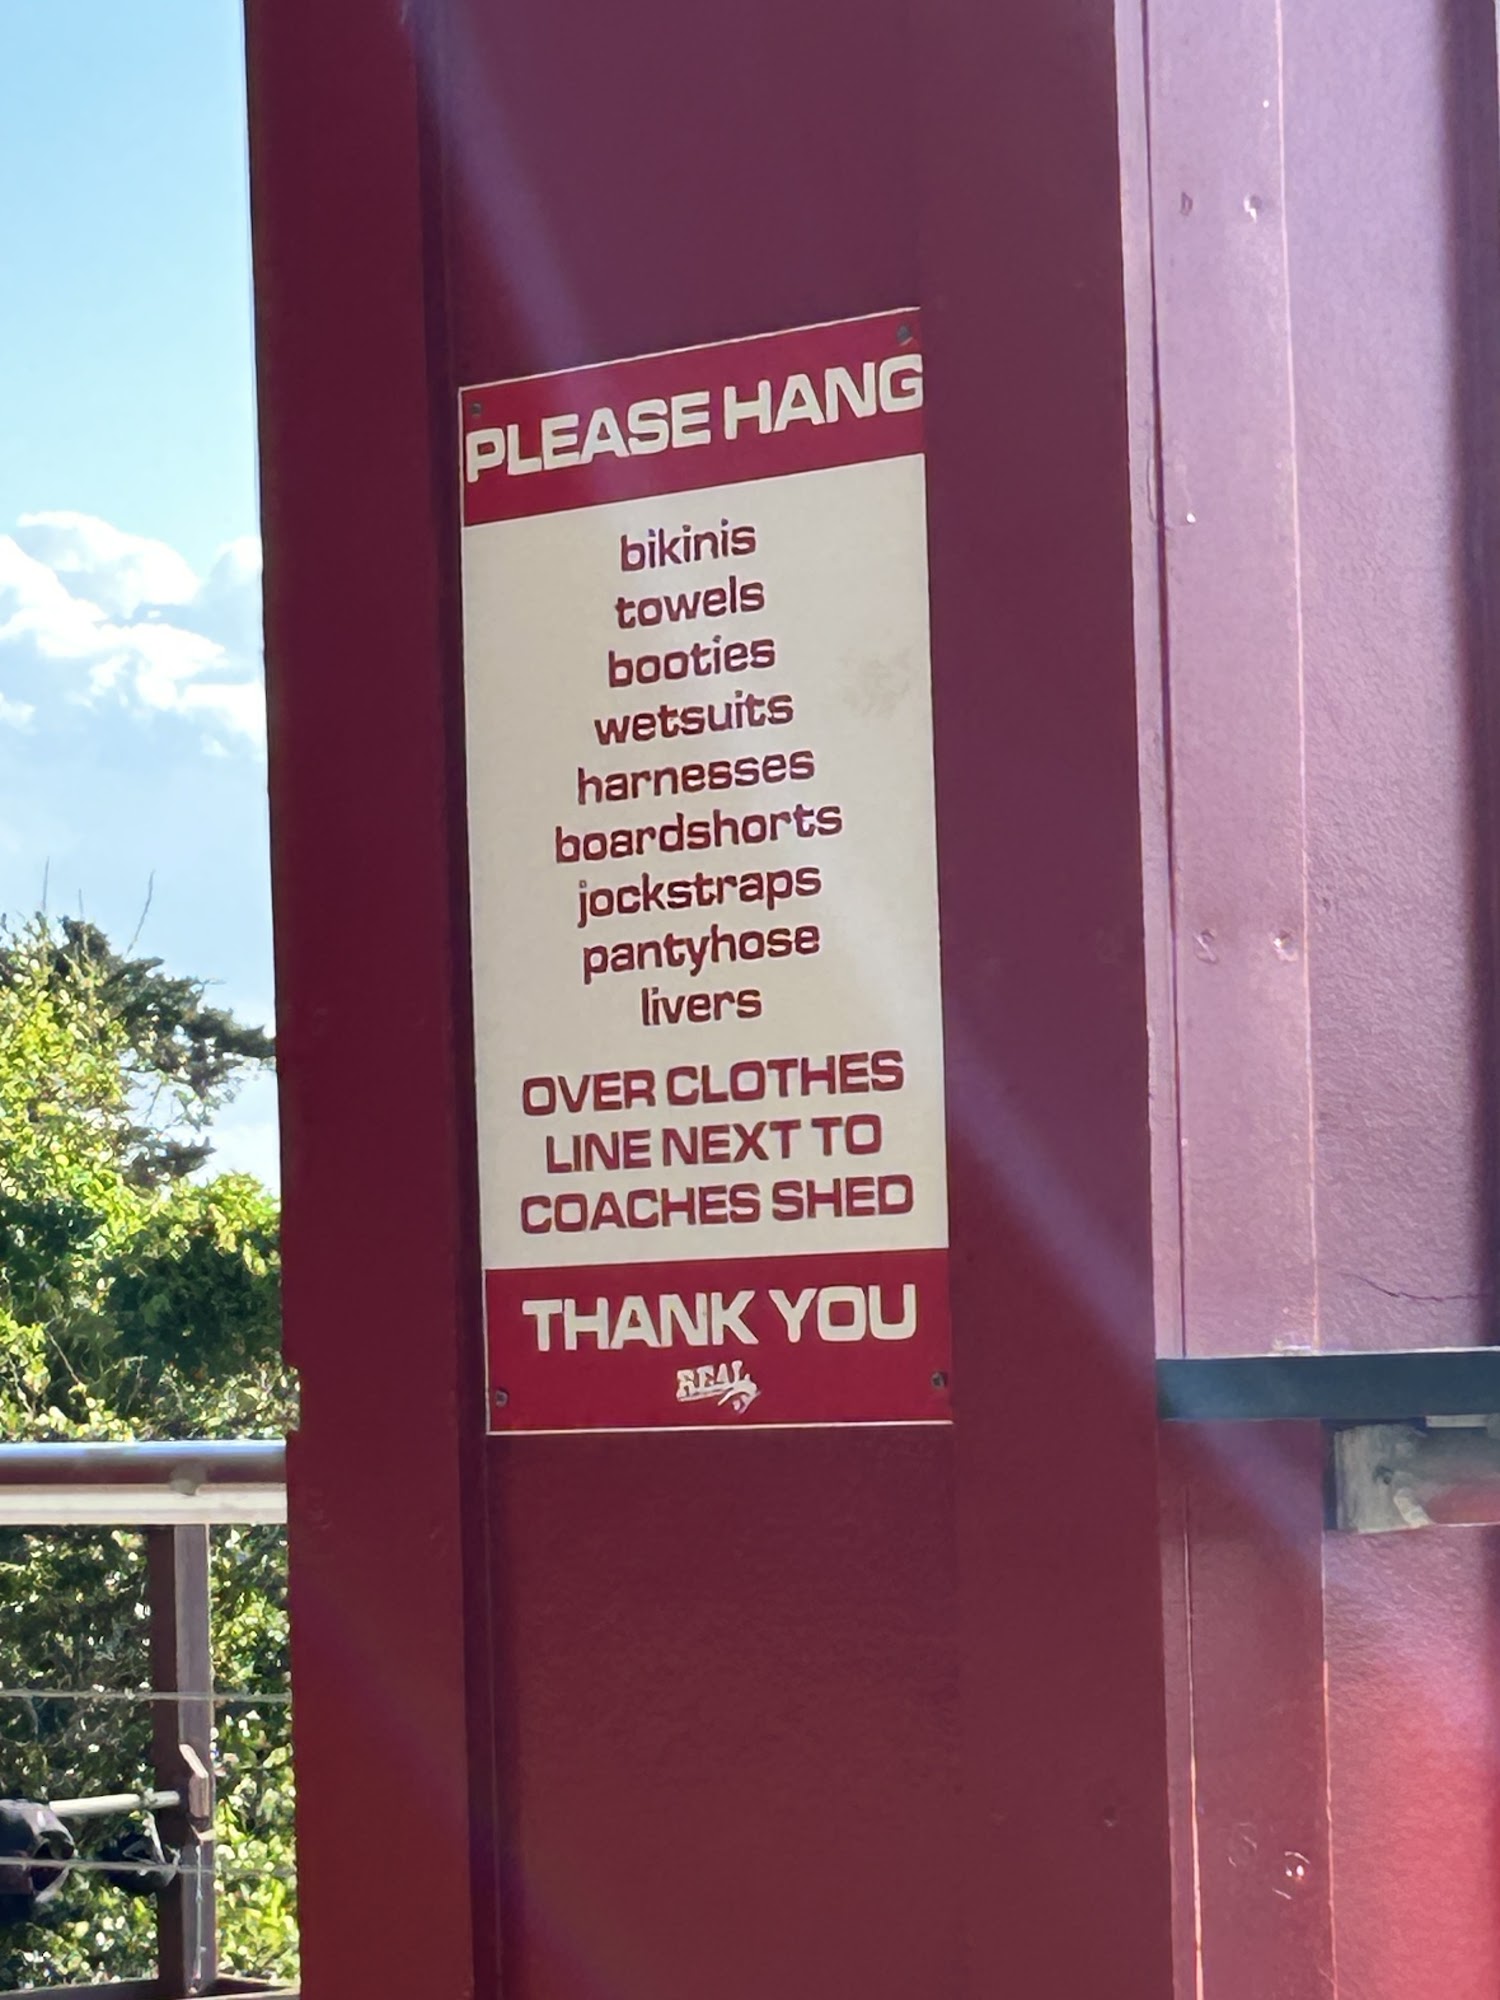 PLEASE HANG
bikinis
towels
booties
wetsuits
harnesses
boardshorts
jockstraps
pantyhose
livers
OVER CLOTHES
LINE NEXT TO
COACHES SHED
THANK YOU
REAL